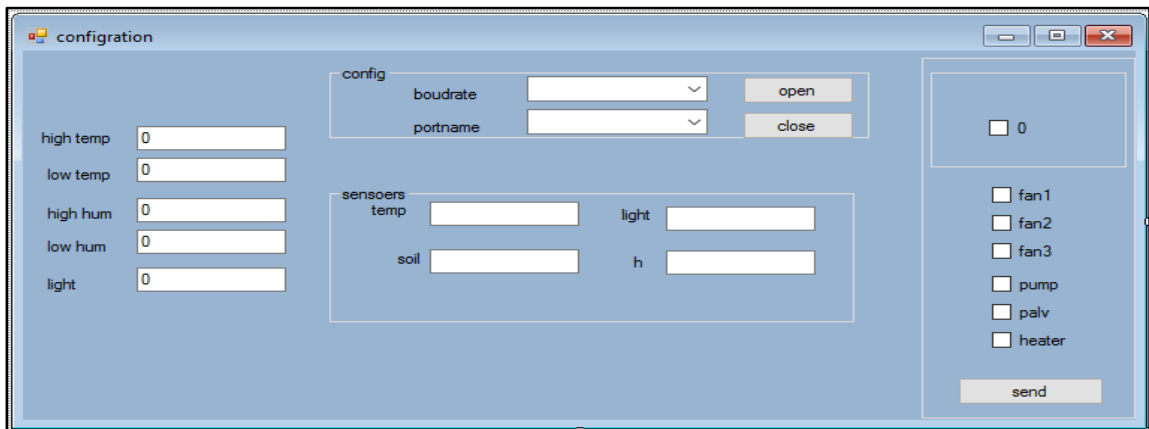 configration
high temp 0
low temp 0
high hum 0
low hum 0
light 0
config
boudrate open
portname close
sensoers
temp light
soil h
0
fan1
fan2
fan3
pump
palv
heater
send